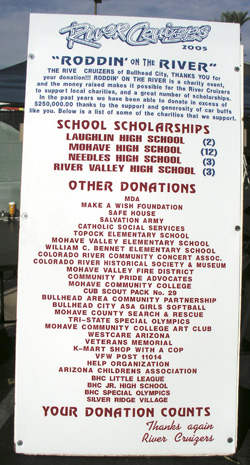 River Cruizers
2005
"RODDIN' ON THE RIVER"
THE RIVE CRUIZERS of Bullhead City, THANK YOU for
your donation!!! RODDIN' ON THE RIVER is a charity event,
and the money raised makes it possible for the River Cruizers
to support local charities, and a great number of scholarships.
In the past years we have been able to donate in excess of
$250,000.00 thanks to the support and generosity of car buffs
like you. Below is a list of some of the charities that we support.
SCHOOL SCHOLARSHIPS
LAUGHLIN HIGH SCHOOL (2)
MOHAVE HIGH SCHOOL (12)
NEEDLES HIGH SCHOOL (3)
RIVER VALLEY HIGH SCHOOL (3)
OTHER DONATIONS
MDA
MAKE A WISH FOUNDATION
SAFE HOUSE
SALVATION ARMY
CATHOLIC SOCIAL SERVICES
TOPOCK ELEMENTARY SCHOOL
MOHAVE VALLEY ELEMENTARY SCHOOL
WILLIAM C. BENNET ELEMENTARY SCHOOL
COLORADO RIVER COMMUNITY CONCERT ASSOC.
COLORADO RIVER HISTORICAL SOCIETY & MUSEUM
MOHAVE VALLEY FIRE DISTRICT
COMMUNITY PRIDE ADVOCATES
MOHAVE COMMUNITY COLLEGE
CUB SCOUT PACK No. 29
BULLHEAD AREA COMMUNITY PARTNERSHIP
BULLHEAD CITY ASA GIRLS SOFTBALL
MOHAVE COUNTY SEARCH & RESCUE
TRI-STATE SPECIAL OLYMPICS
MOHAVE COMMUNITY COLLEGE ART CLUB
WESTCARE ARIZONA
VETERANS MEMORIAL
K-MART SHOP WITH A COP
VFW POST 11014
HELP ORGANIZATION
ARIZONA CHILDRENS ASSOCIATION
BHC LITTLE LEAGUE
BHC JR. HIGH SCHOOL
BHC SPECIAL OLYMPICS
SILVER RIDGE VILLAGE
YOUR DONATION COUNTS
Thanks again
River Cruizers